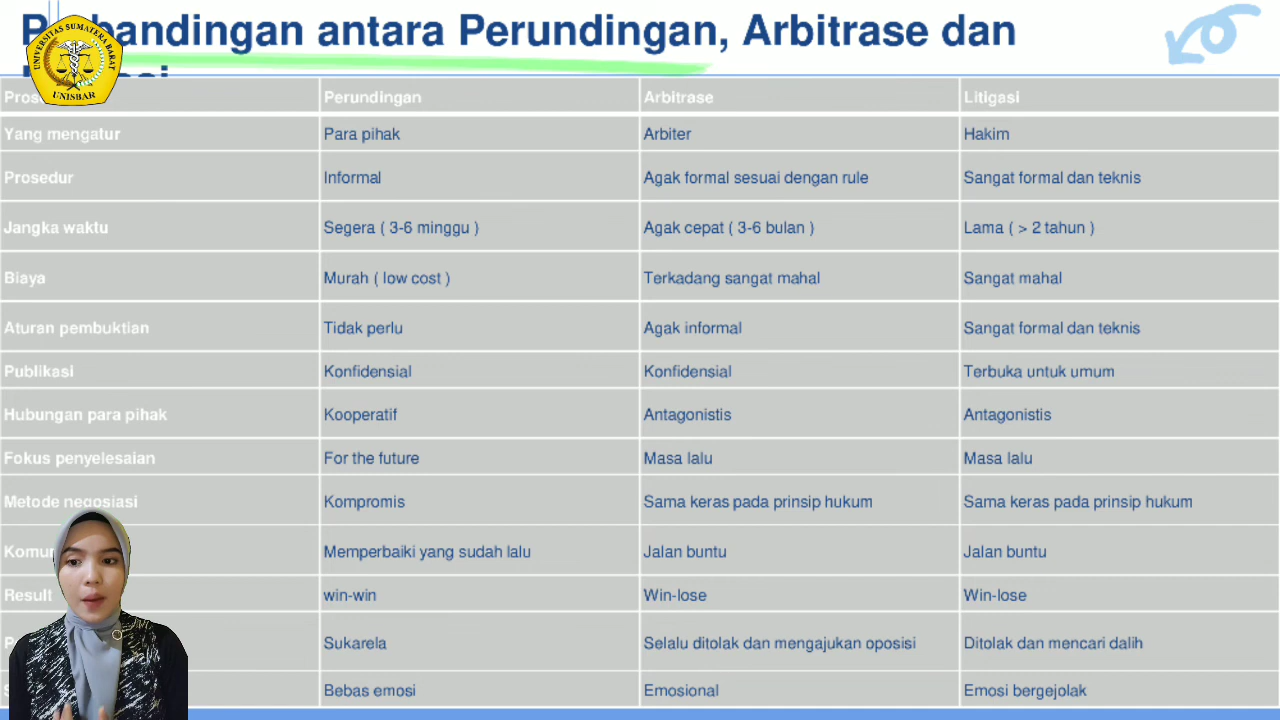 Perbandingan antara Perundingan, Arbitrase dan
UNIVERSITAS SUMATERA BARAT
UNISBAR
Perundingan Arbitrase Litigasi
Yang mengatur Para pihak Arbiter Hakim
Prosedur Informal Agak formal sesuai dengan rule Sangat formal dan teknis
Jangka waktu Segera ( 3-6 minggu ) Agak cepat ( 3-6 bulan ) Lama ( > 2 tahun )
Biaya Murah ( low cost ) Terkadang sangat mahal Sangat mahal
Aturan pembuktian Tidak perlu Agak informal Sangat formal dan teknis
Publikasi Konfidensial Konfidensial Terbuka untuk umum
Hubungan para pihak Kooperatif Antagonistis Antagonistis
Fokus penyelesaian For the future Masa lalu Masa lalu
Metode negosiasi Kompromis Sama keras pada prinsip hukum Sama keras pada prinsip hukum
Memperbaiki yang sudah lalu Jalan buntu Jalan buntu
Result win-win Win-lose Win-lose
Sukarela Selalu ditolak dan mengajukan oposisi Ditolak dan mencari dalih
Bebas emosi Emosional Emosi bergejolak